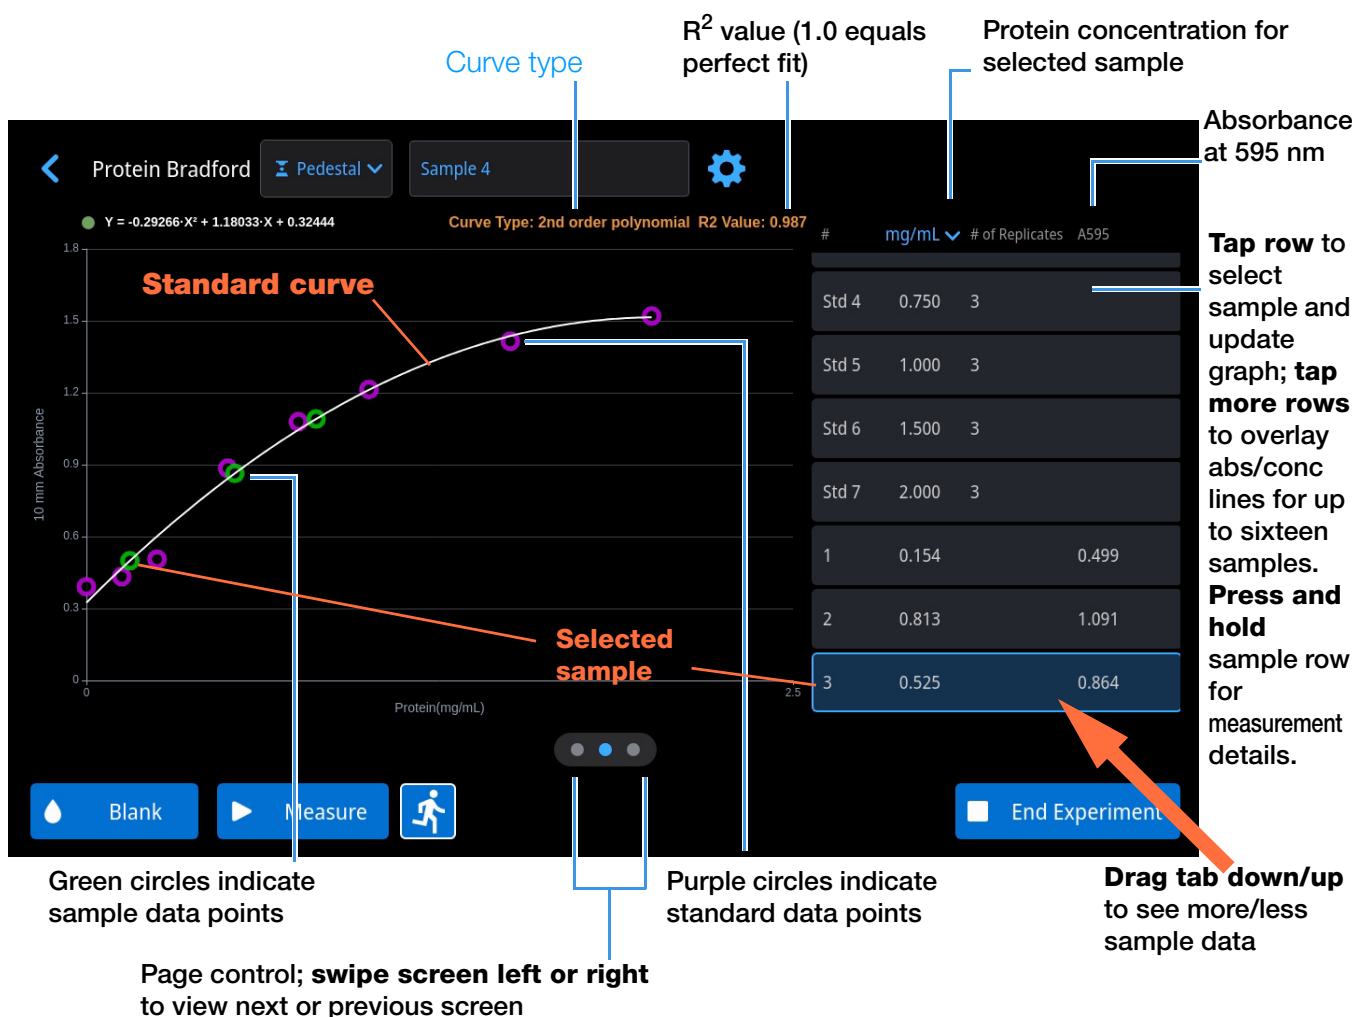 R2 value (1.0 equals
perfect fit)
Protein concentration for
selected sample
Curve type
Absorbance
at 595 nm
Protein Bradford
Pedestal
Sample 4
Y = -0.29266·X² + 1.18033·X + 0.32444
Curve Type: 2nd order polynomial R2 Value: 0.987
# mg/mL # of Replicates A595
1.8
1.5
1.2
0.9
0.6
0.3
0
10 mm Absorbance
0
2.5
Protein(mg/mL)
Standard curve
Selected
sample
Std 4 0.750 3
Std 5 1.000 3
Std 6 1.500 3
Std 7 2.000 3
1 0.154 0.499
2 0.813 1.091
3 0.525 0.864
Tap row to
select
sample and
update
graph; tap
more rows
to overlay
abs/conc
lines for up
to sixteen
samples.
Press and
hold
sample row
for
measurement
details.
Blank
Measure
End Experiment
Green circles indicate
sample data points
Purple circles indicate
standard data points
Drag tab down/up
to see more/less
sample data
Page control; swipe screen left or right
to view next or previous screen